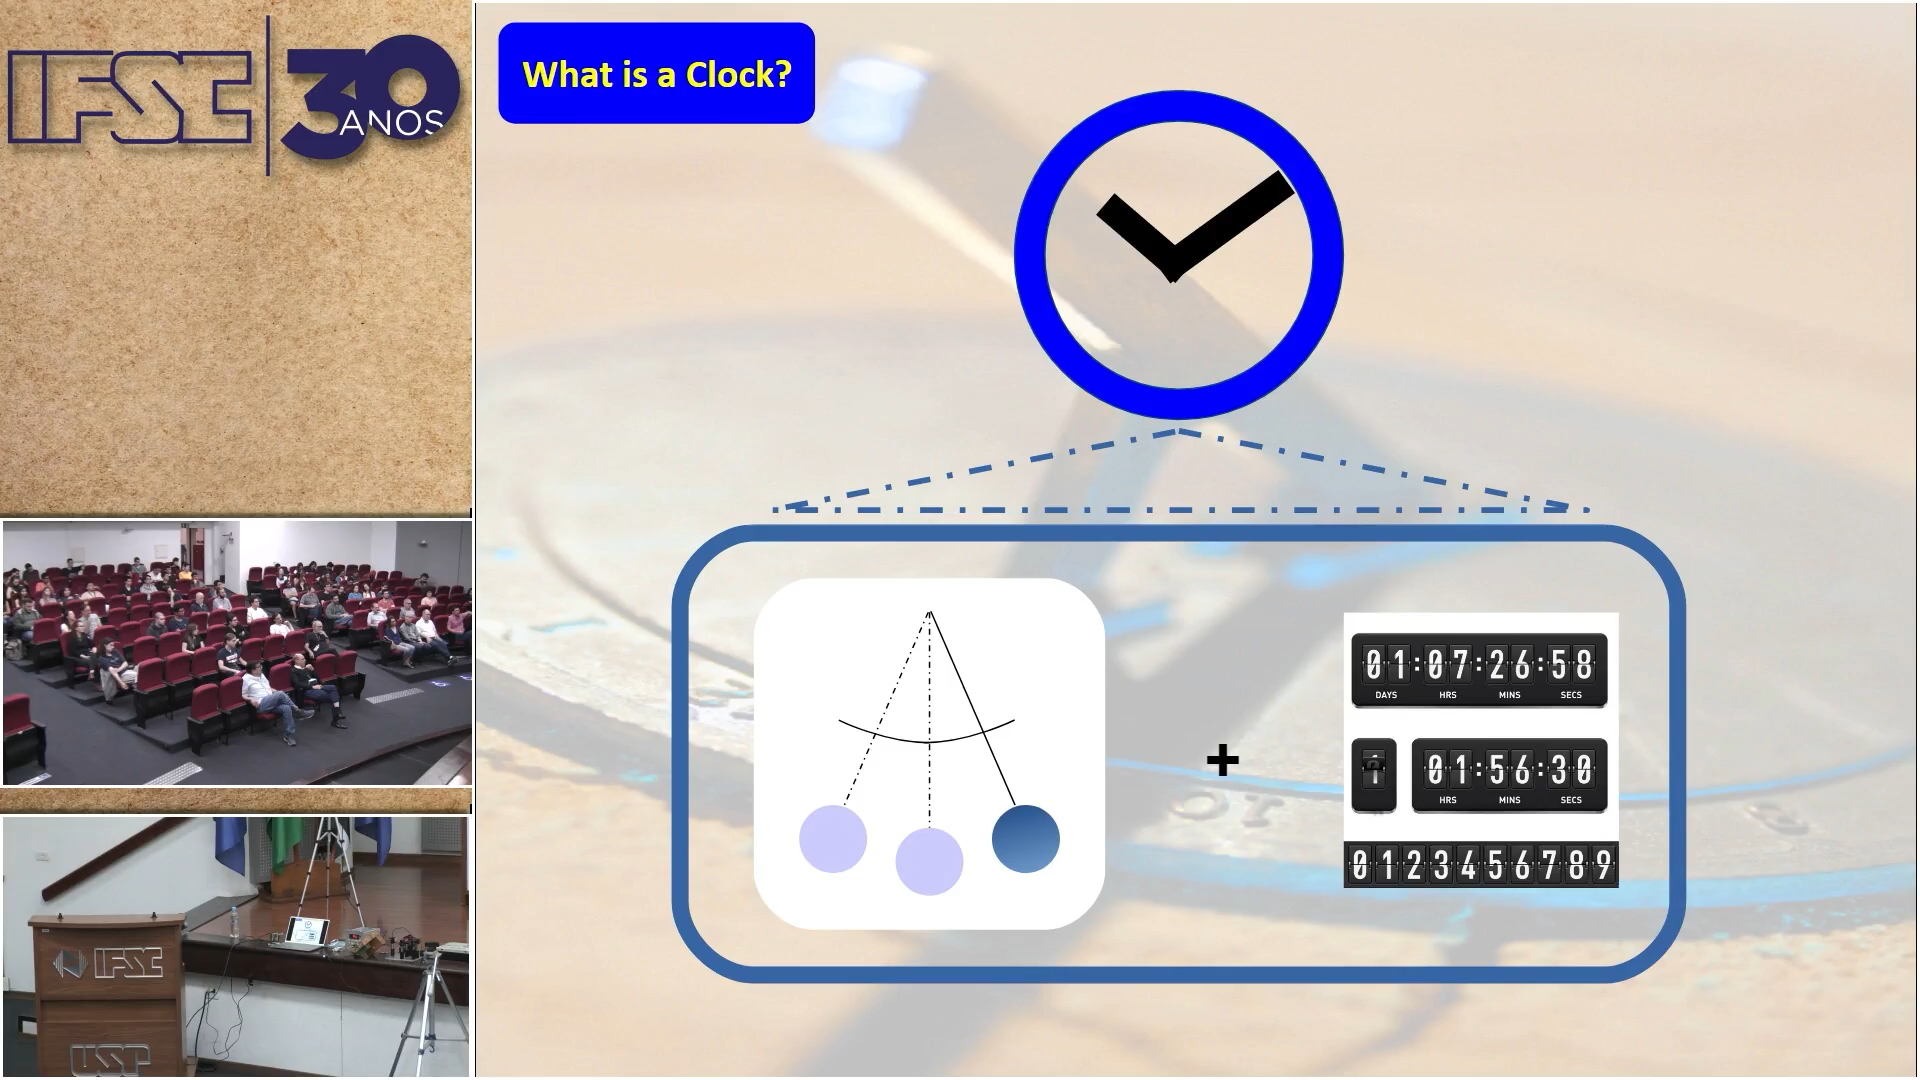 IFSC
30
ANOS
What is a Clock?
01:07:26:58
DAYS HRS MINS SECS
01:56:30
HRS MINS SECS
+
0123456789
IFSC
USP